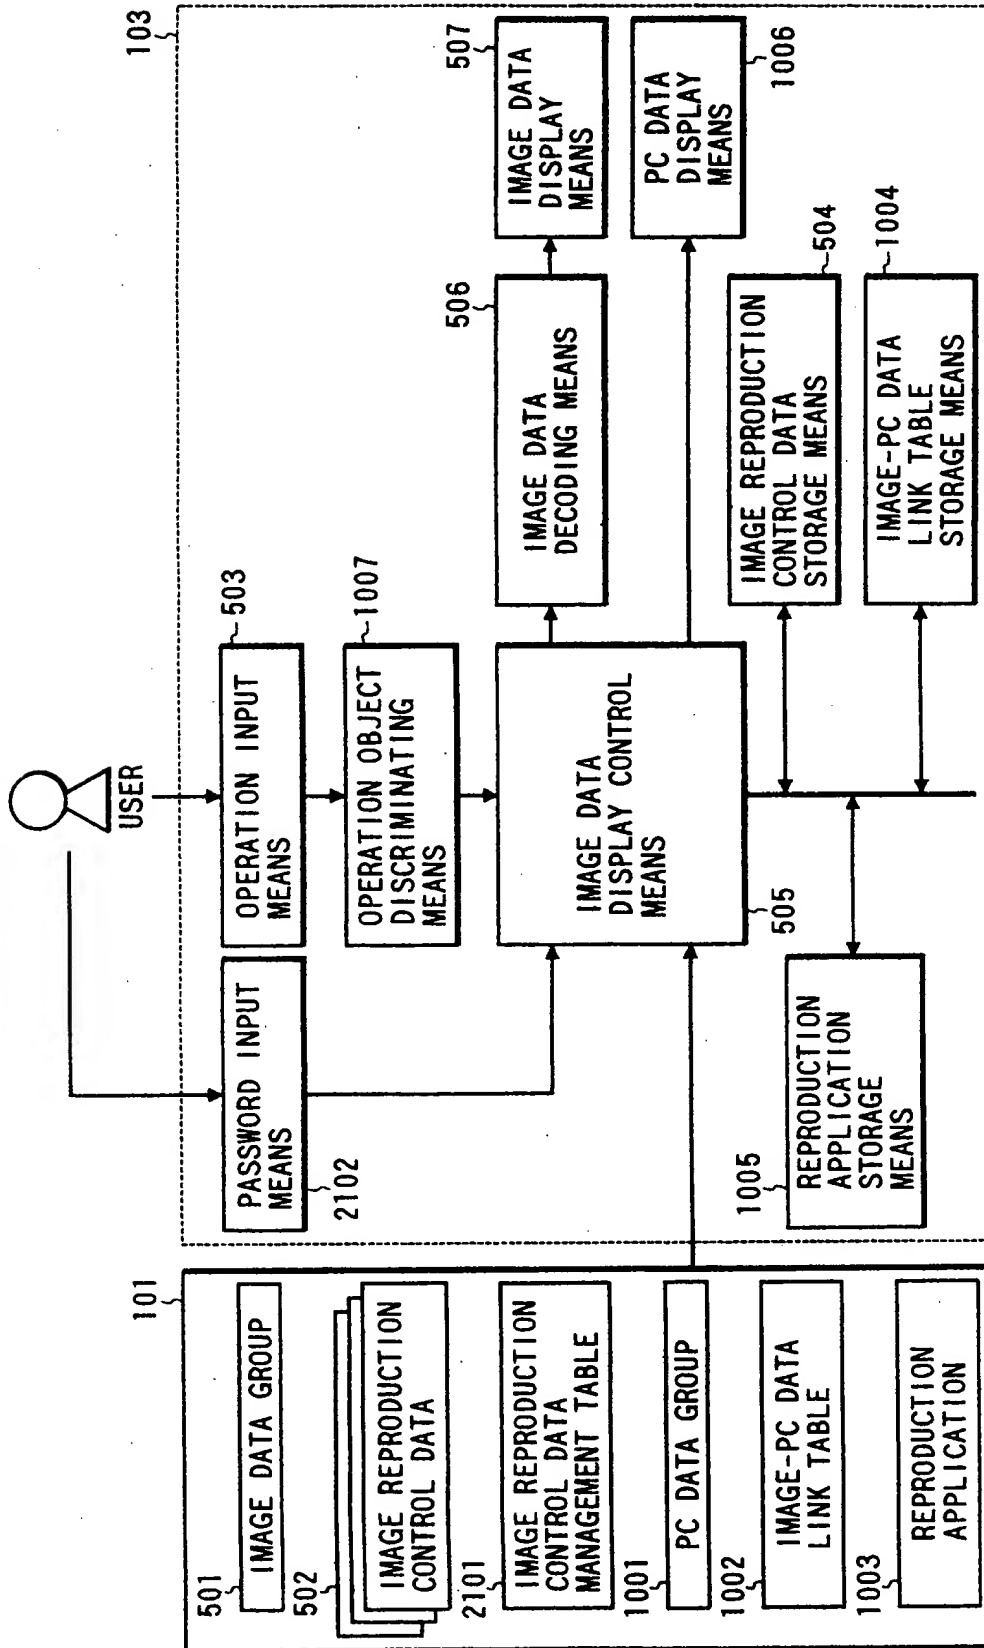 101
501
IMAGE DATA GROUP
502
IMAGE REPRODUCTION
CONTROL DATA
2101
IMAGE REPRODUCTION
CONTROL DATA
MANAGEMENT TABLE
1001
PC DATA GROUP
1002
IMAGE-PC DATA
LINK TABLE
1003
REPRODUCTION
APPLICATION
USER
103
PASSWORD INPUT
MEANS
2102
OPERATION INPUT
MEANS
503
OPERATION OBJECT
DISCRIMINATING
MEANS
1007
IMAGE DATA
DISPLAY CONTROL
MEANS
505
IMAGE DATA
DECODING MEANS
506
IMAGE DATA
DISPLAY
MEANS
507
PC DATA
DISPLAY
MEANS
1006
IMAGE REPRODUCTION
CONTROL DATA
STORAGE MEANS
504
IMAGE-PC DATA
LINK TABLE
STORAGE MEANS
1004
1005
REPRODUCTION
APPLICATION
STORAGE
MEANS